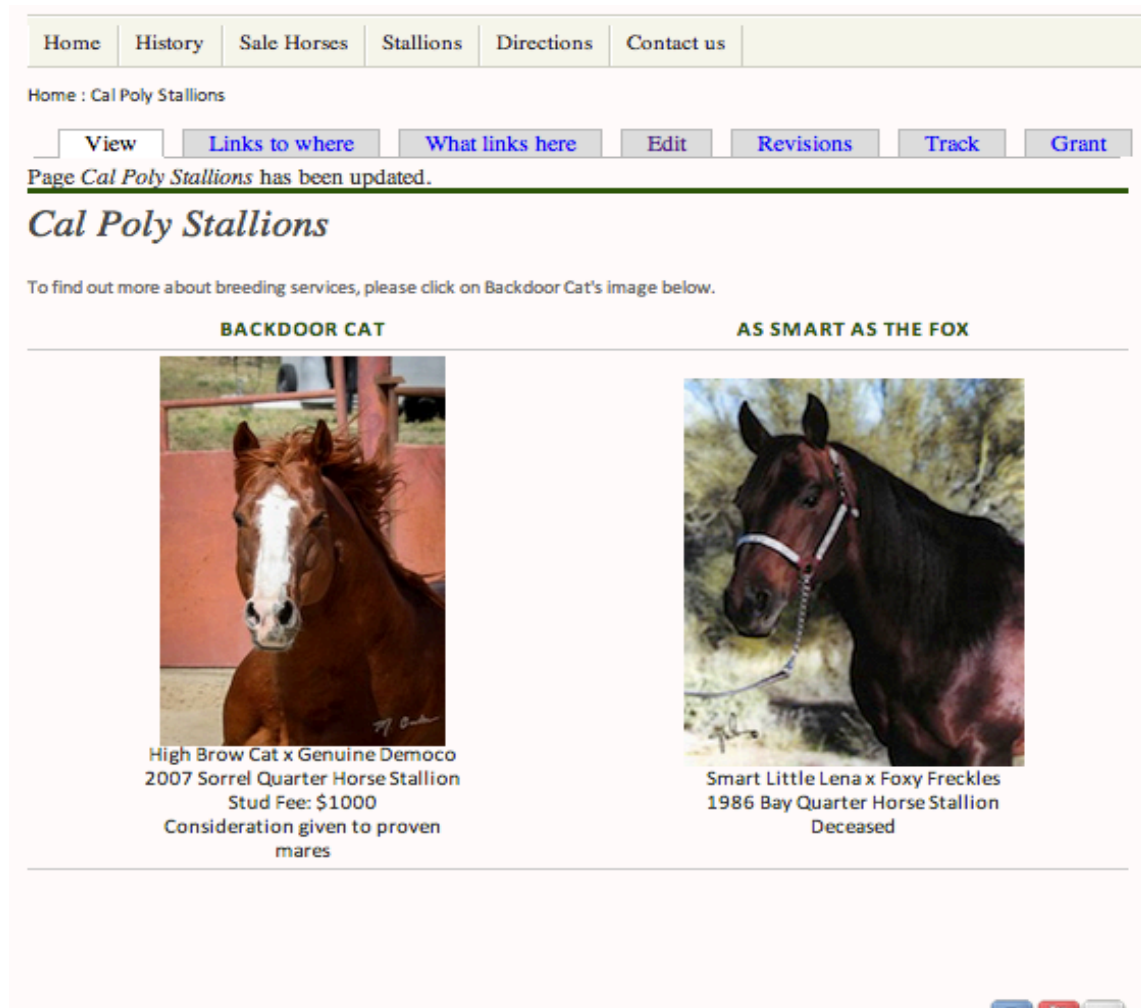 Home History Sale Horses Stallions Directions Contact us
Home : Cal Poly Stallions
View Links to where What links here Edit Revisions Track Grant
Page Cal Poly Stallions has been updated.
Cal Poly Stallions
To find out more about breeding services, please click on Backdoor Cat's image below.
BACKDOOR CAT
AS SMART AS THE FOX
High Brow Cat x Genuine Democo
2007 Sorrel Quarter Horse Stallion
Stud Fee: $1000
Consideration given to proven
mares
Smart Little Lena x Foxy Freckles
1986 Bay Quarter Horse Stallion
Deceased